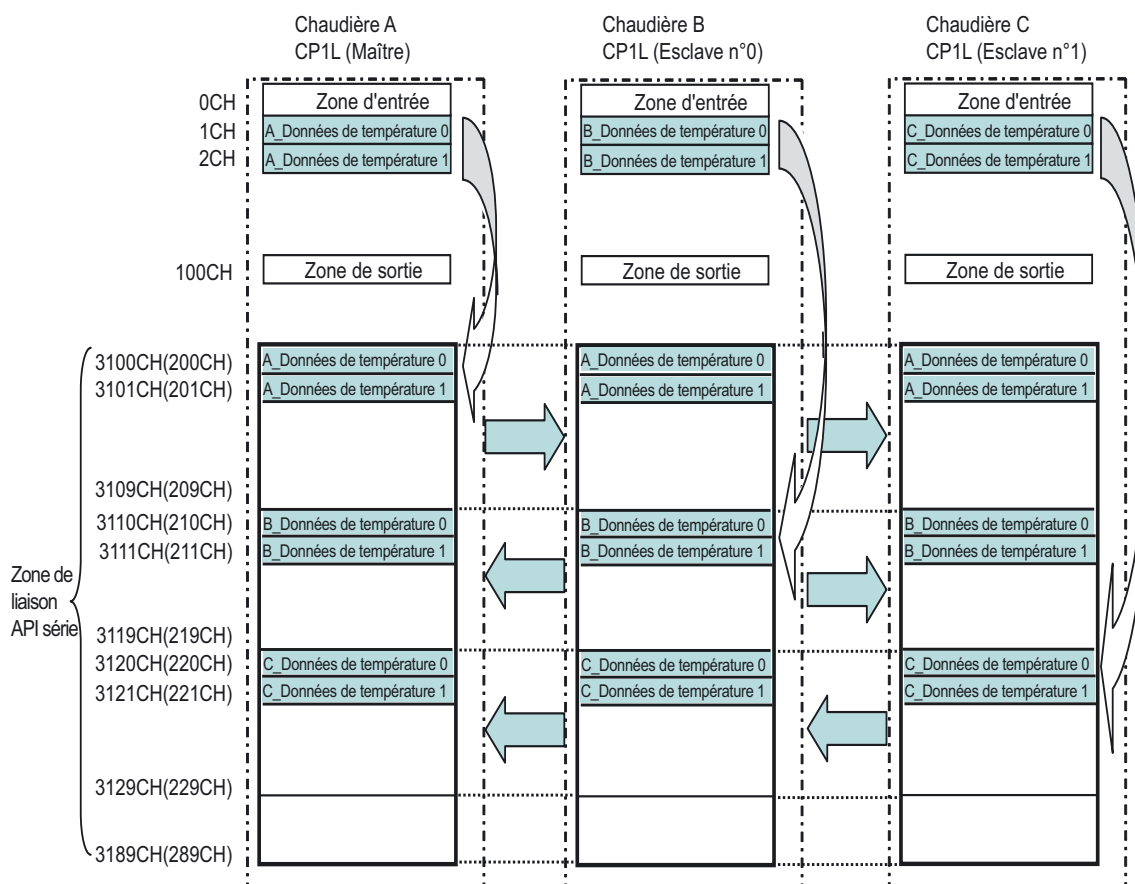 Chaudière A
CP1L (Maître)
Chaudière B
CP1L (Esclave n°0)
Chaudière C
CP1L (Esclave n°1)
0CH
Zone d'entrée
Zone d'entrée
Zone d'entrée
1CH
A_Données de température 0
B_Données de température 0
C_Données de température 0
2CH
A_Données de température 1
B_Données de température 1
C_Données de température 1
100CH
Zone de sortie
Zone de sortie
Zone de sortie
3100CH(200CH)
A_Données de température 0
A_Données de température 0
A_Données de température 0
3101CH(201CH)
A_Données de température 1
A_Données de température 1
A_Données de température 1
3109CH(209CH)
3110CH(210CH)
B_Données de température 0
B_Données de température 0
B_Données de température 0
3111CH(211CH)
B_Données de température 1
B_Données de température 1
B_Données de température 1
Zone de
liaison
API série
3119CH(219CH)
3120CH(220CH)
C_Données de température 0
C_Données de température 0
C_Données de température 0
3121CH(221CH)
C_Données de température 1
C_Données de température 1
C_Données de température 1
3129CH(229CH)
3189CH(289CH)